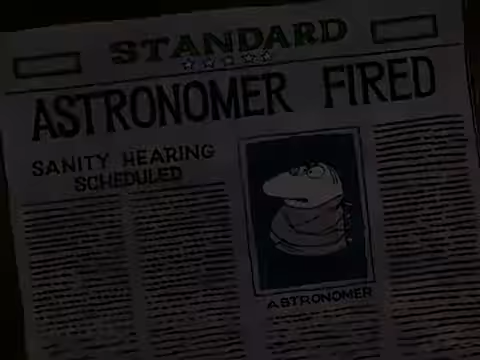 STANDARD
ASTRONOMER FIRED
SANITY HEARING
SCHEDULED
ASTRONOMER